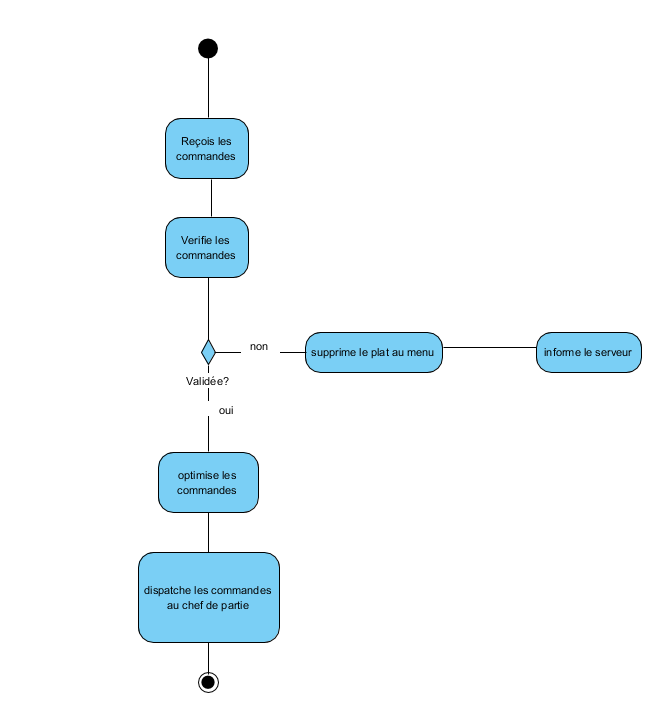 Reçois les
commandes
Verifie les
commandes
non
supprime le plat au menu
informe le serveur
Validée?
oui
optimise les
commandes
dispatche les commandes
au chef de partie